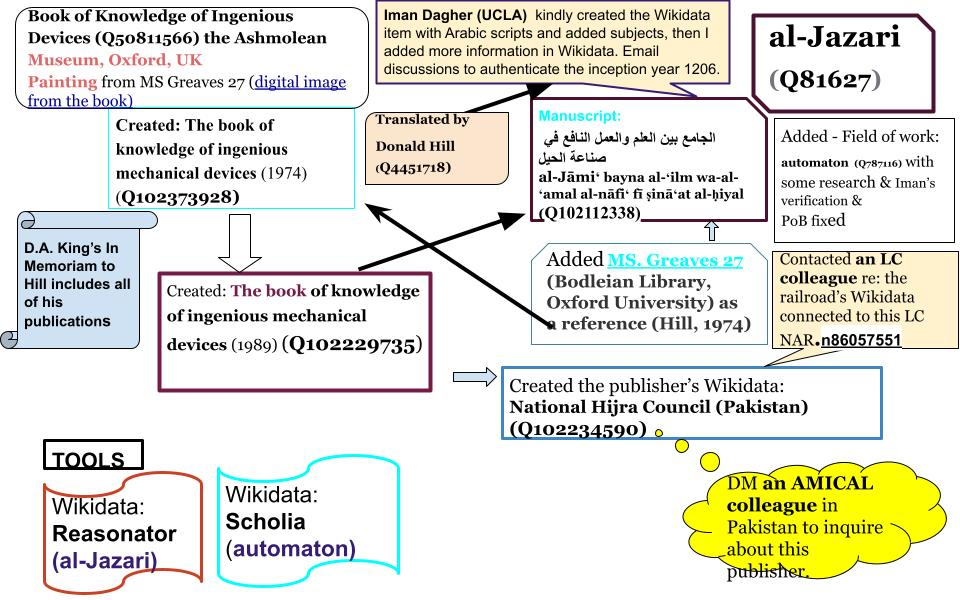 Book of Knowledge of Ingenious
Devices (Q50811566) the Ashmolean
Museum, Oxford, UK
Painting from MS Greaves 27 (digital image
from the book)
Iman Dagher (UCLA)  kindly created the Wikidata
item with Arabic scripts and added subjects, then I
added more information in Wikidata. Email
discussions to authenticate the inception year 1206.
al-Jazari
(Q81627)
Created: The book of
knowledge of ingenious
mechanical devices (1974)
(Q102373928)
Translated by
Donald Hill
(Q4451718)
Manuscript:
الجامع بين العلم والعمل النافع في
صناعة الحيل
al-Jāmiʻ bayna al-ʻilm wa-al-
ʻamal al-nāfiʻ fī ṣināʻat al-ḥiyal
(Q102112338)
Added - Field of work:
automaton (Q787116) with
some research & Iman's
verification &
PoB fixed
D.A. King's In
Memoriam to
Hill includes all
of his
publications
Created: The book of knowledge
of ingenious mechanical
devices (1989) (Q102229735)
Added MS. Greaves 27
(Bodleian Library,
Oxford University) as
a reference (Hill, 1974)
Contacted an LC
colleague re: the
railroad's Wikidata
connected to this LC
NAR.n86057551
Created the publisher's Wikidata:
National Hijra Council (Pakistan)
(Q102234590)
TOOLS
Wikidata:
Reasonator
(al-Jazari)
Wikidata:
Scholia
(automaton)
DM an AMICAL
colleague in
Pakistan to inquire
about this
publisher.